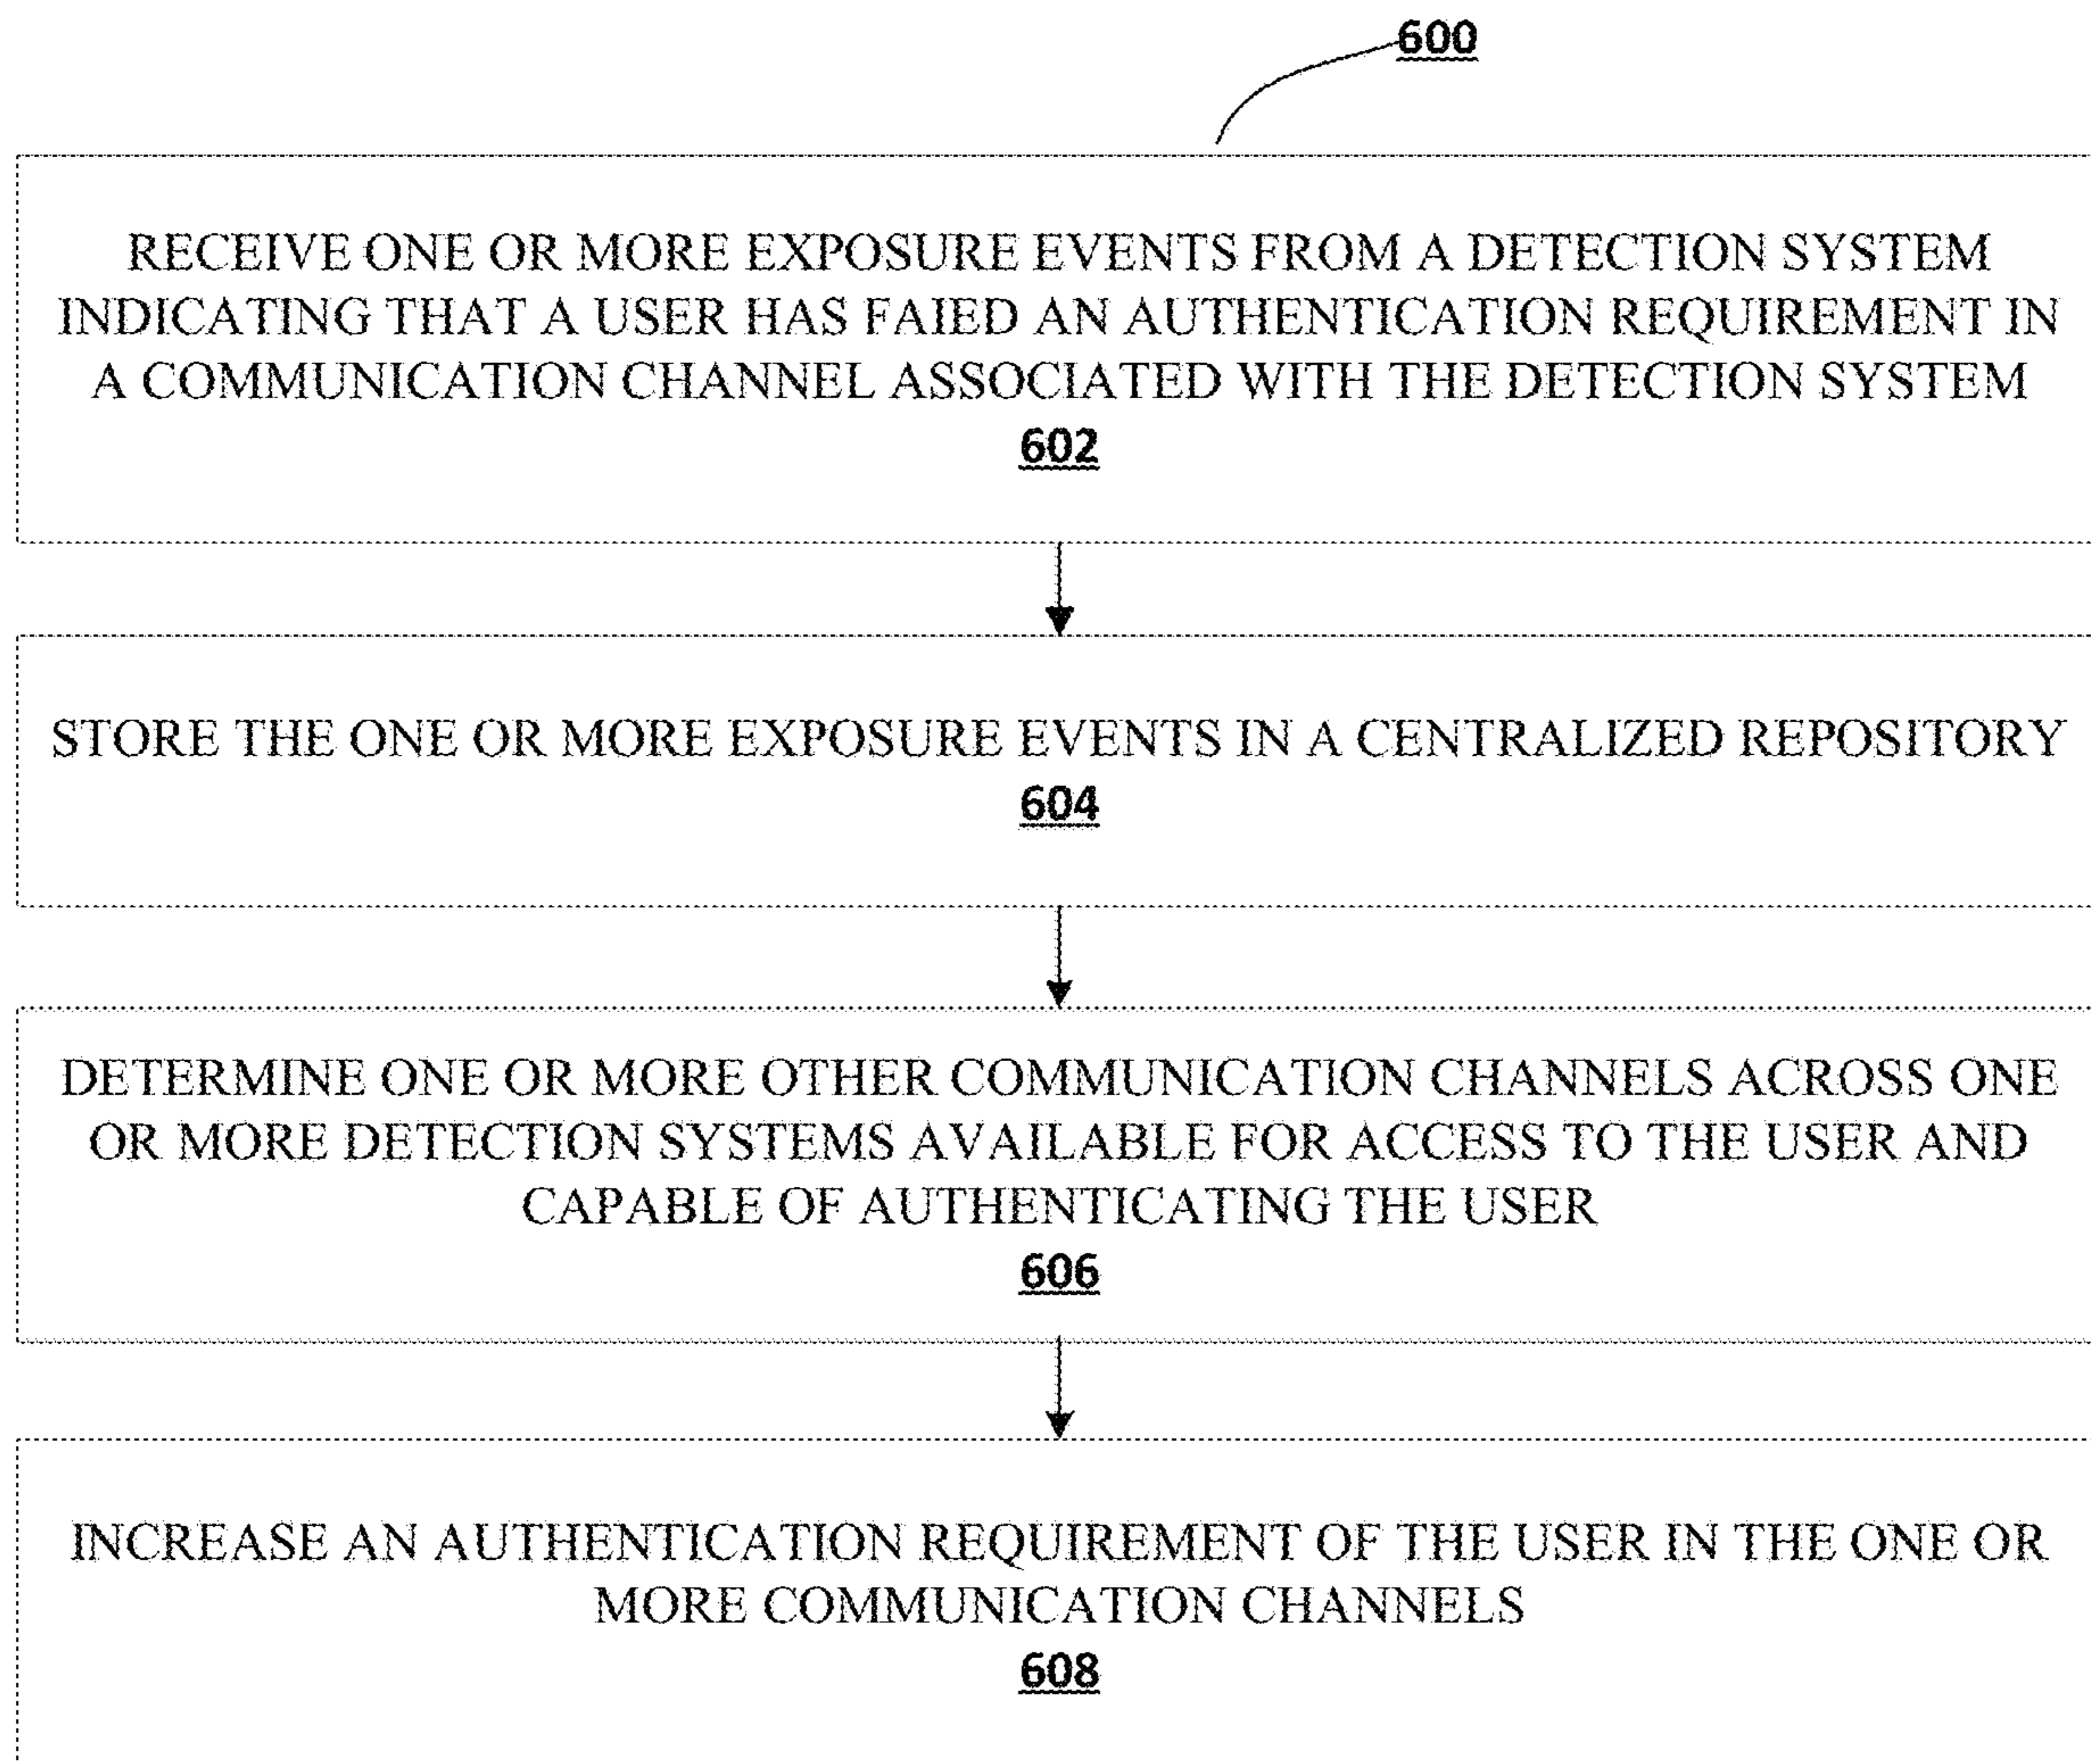 600
RECEIVE ONE OR MORE EXPOSURE EVENTS FROM A DETECTION SYSTEM
INDICATING THAT A USER HAS FAIED AN AUTHENTICATION REQUIREMENT IN
A COMMUNICATION CHANNEL ASSOCIATED WITH THE DETECTION SYSTEM
602
STORE THE ONE OR MORE EXPOSURE EVENTS IN A CENTRALIZED REPOSITORY
604
DETERMINE ONE OR MORE OTHER COMMUNICATION CHANNELS ACROSS ONE
OR MORE DETECTION SYSTEMS AVAILABLE FOR ACCESS TO THE USER AND
CAPABLE OF AUTHENTICATING THE USER
606
INCREASE AN AUTHENTICATION REQUIREMENT OF THE USER IN THE ONE OR
MORE COMMUNICATION CHANNELS
608